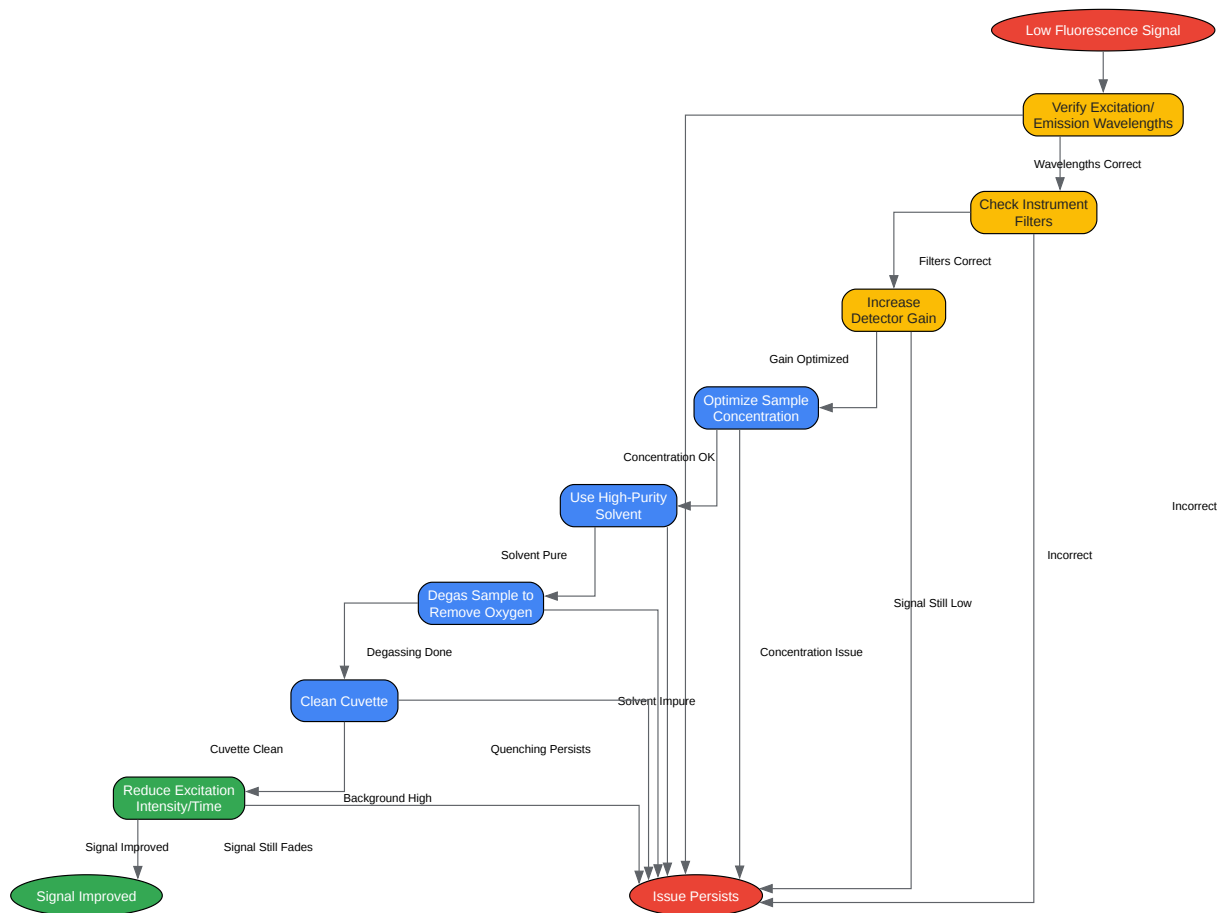 Low Fluorescence Signal
Verify Excitation/
Emission Wavelengths
Wavelengths Correct
Check Instrument
Filters
Filters Correct
Increase
Detector Gain
Gain Optimized
Optimize Sample
Concentration
Concentration OK
Use High-Purity
Solvent
Incorrect
Solvent Pure
Incorrect
Degas Sample to
Remove Oxygen
Signal Still Low
Degassing Done
Concentration Issue
Clean Cuvette
Solvent Impure
Cuvette Clean
Quenching Persists
Reduce Excitation
Intensity/Time
Background High
Signal Improved
Signal Still Fades
Signal Improved
Issue Persists